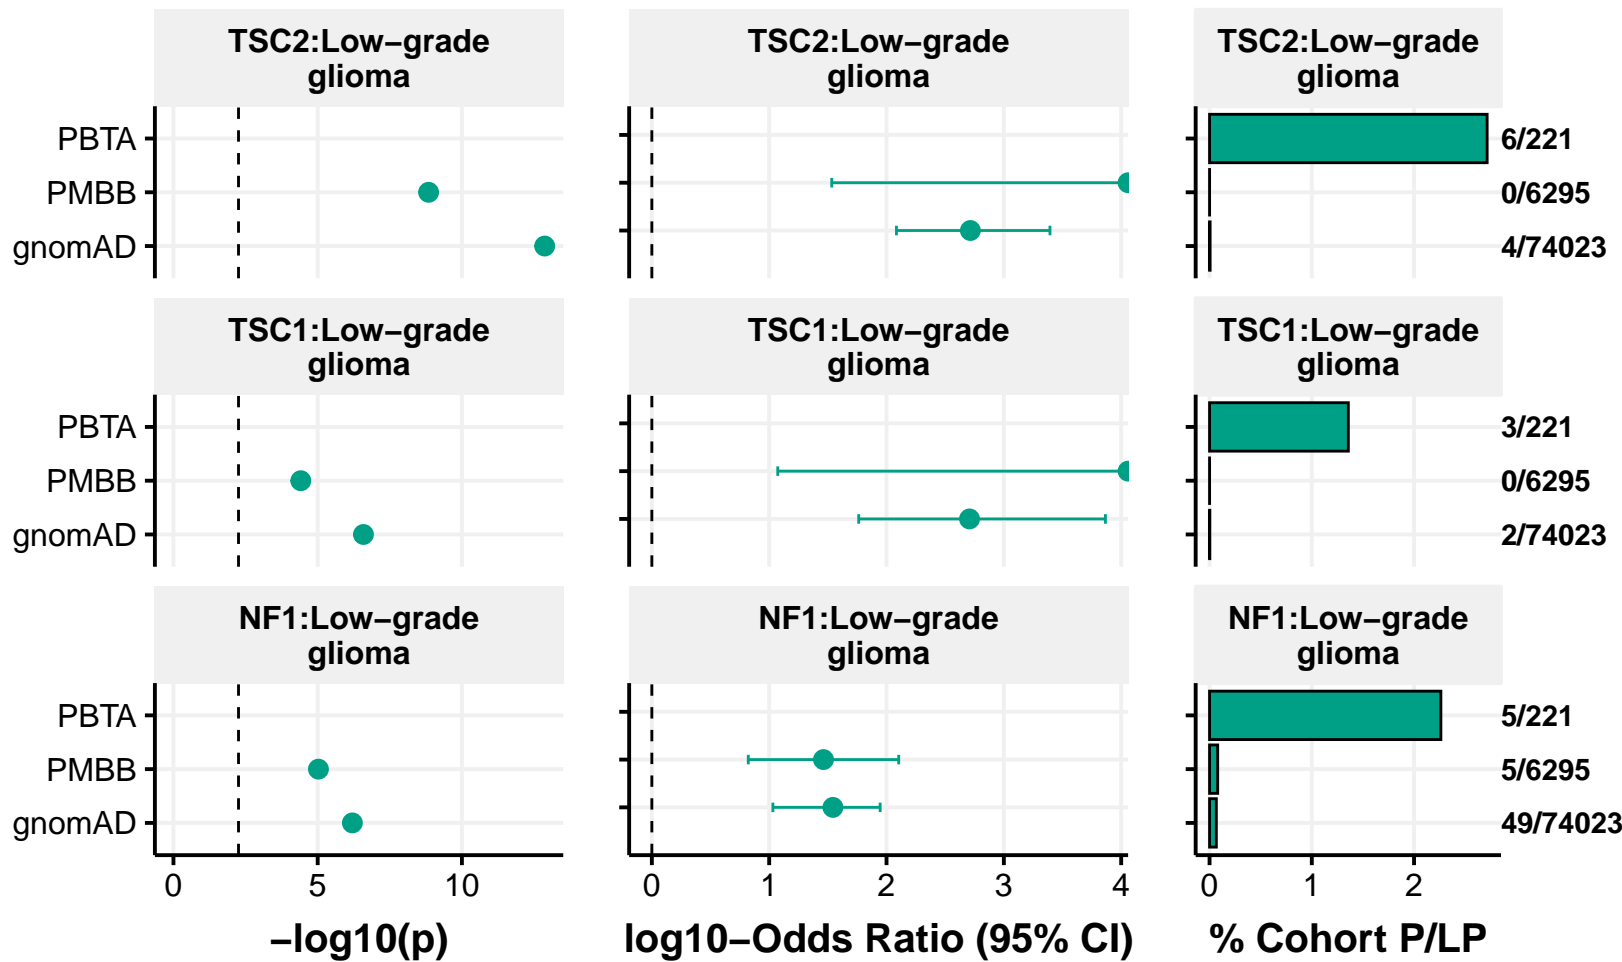 TSC2:Low−grade
glioma
TSC2:Low−grade
glioma
TSC2:Low−grade
glioma
PBTA
PMBB
gnomAD
6/221
0/6295
4/74023
TSC1:Low−grade
glioma
TSC1:Low−grade
glioma
TSC1:Low−grade
glioma
PBTA
PMBB
gnomAD
3/221
0/6295
2/74023
NF1:Low−grade
glioma
NF1:Low−grade
glioma
NF1:Low−grade
glioma
PBTA
PMBB
gnomAD
5/221
5/6295
49/74023
0 5 10
0 1 2 3 4
0 1 2
−log10(p)
log10−Odds Ratio (95% CI)
% Cohort P/LP